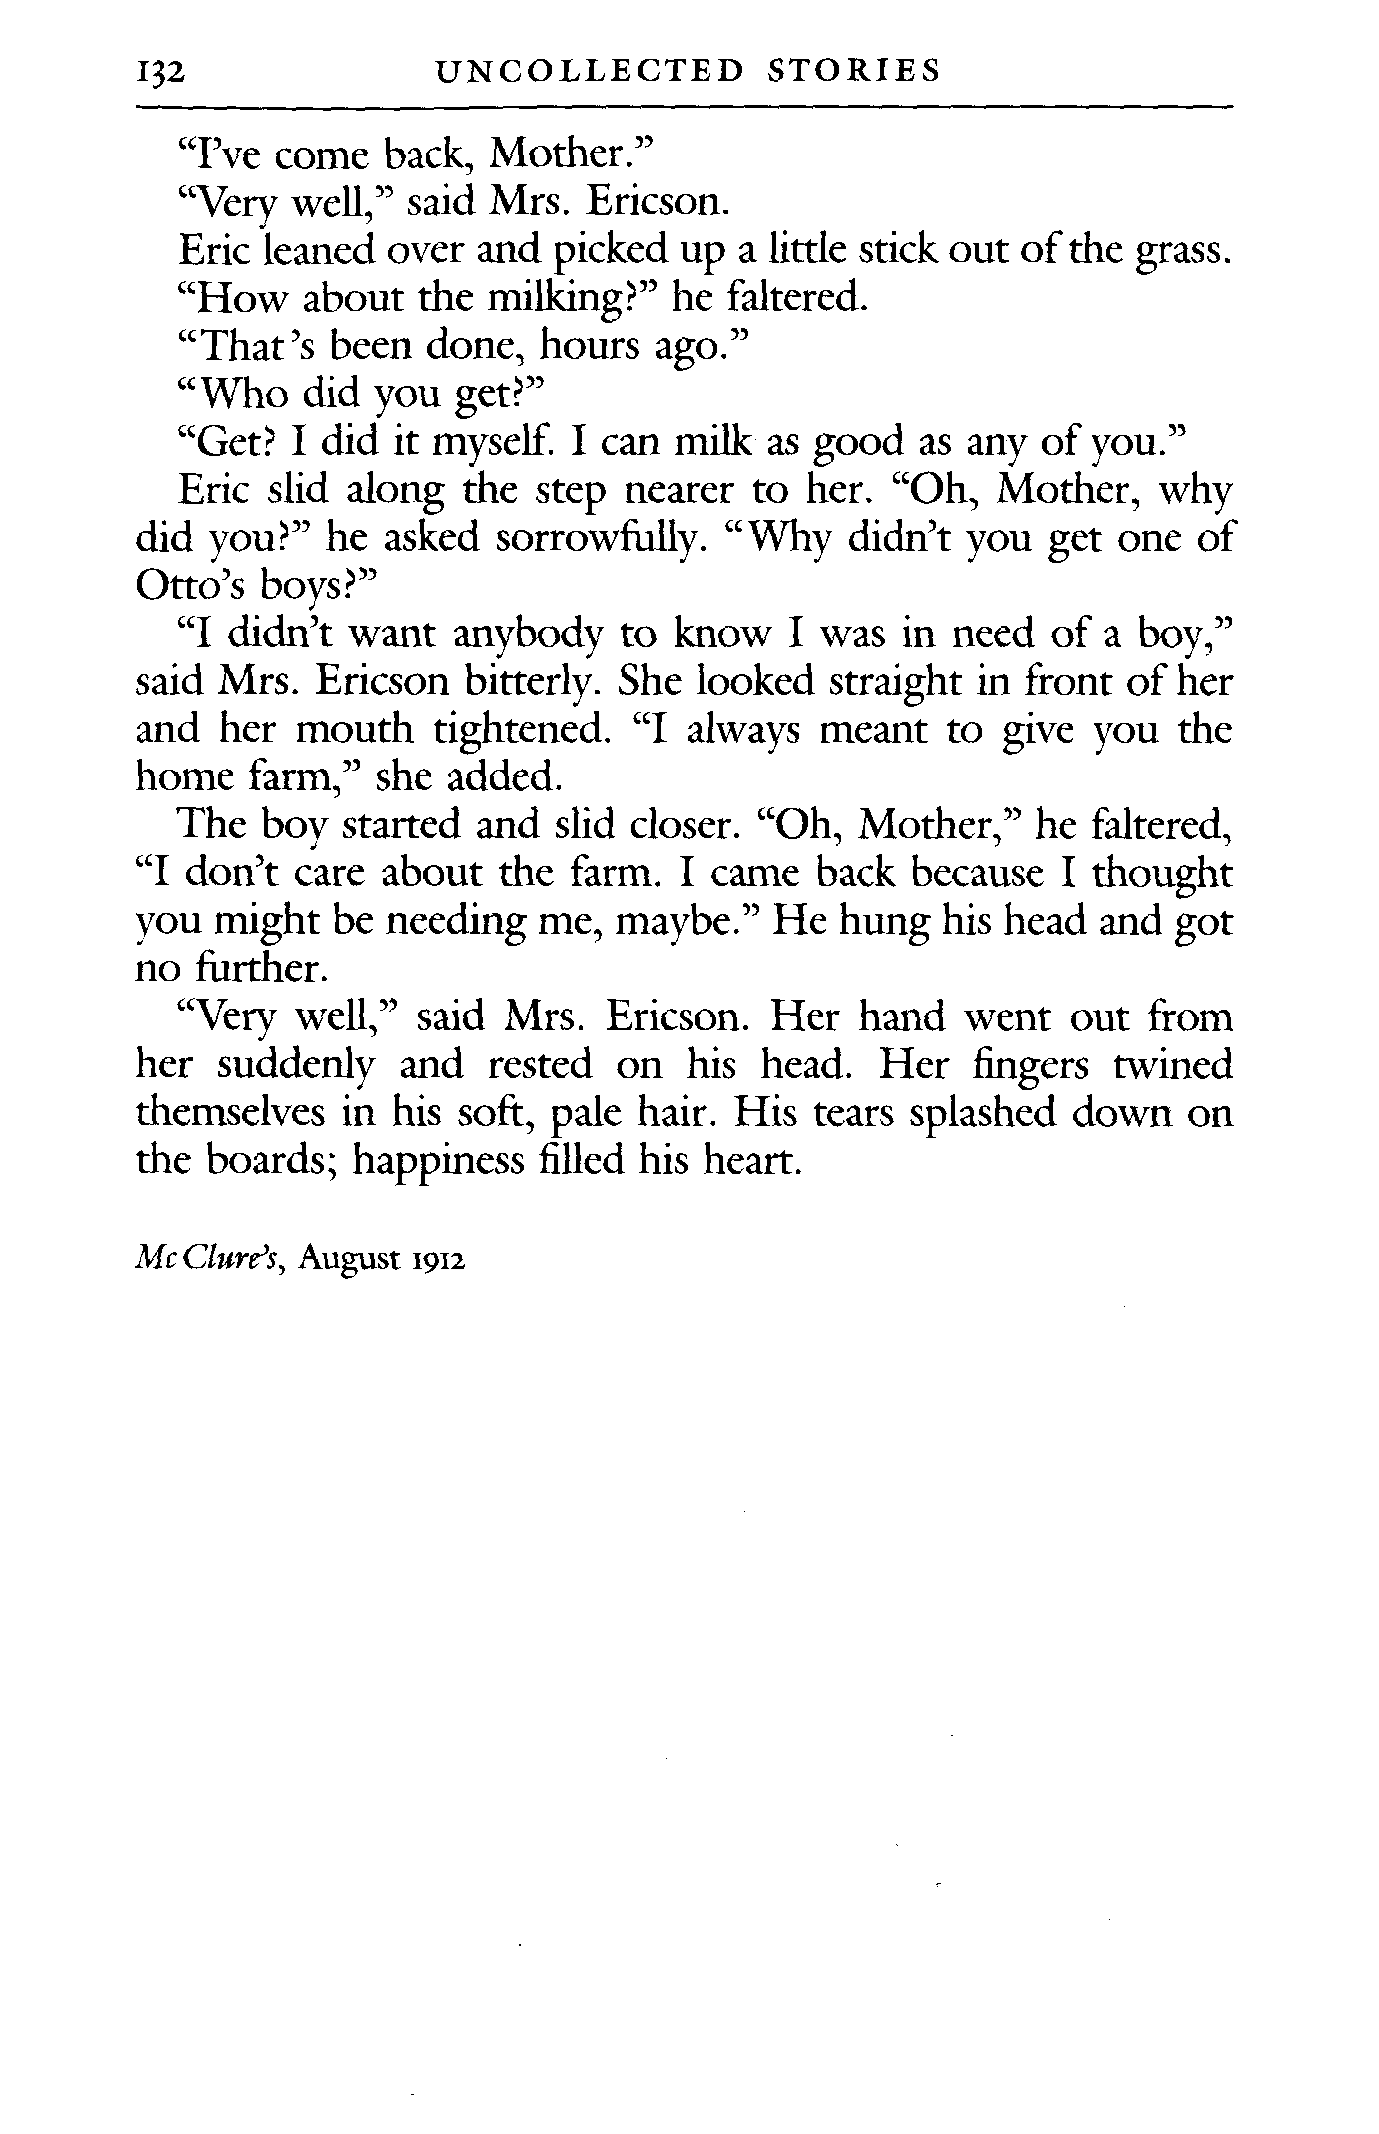 132 UNCOLLECTED STORIES
“I’ve come back, Mother.”
“Very well,” said Mrs. Ericson.
Eric leaned over and picked up a little stick out of the grass.
“How about the milking?” he faltered.
“That’s been done, hours ago.”
“Who did you get?”
“Get? I did it myself. I can milk as good as any of you.”
Eric slid along the step nearer to her. “Oh, Mother, why
did you?” he asked sorrowfully. “Why didn’t you get one of
Otto’s boys?”
“I didn’t want anybody to know I was in need of a boy,”
said Mrs. Ericson bitterly. She looked straight in front of her
and her mouth tightened. “I always meant to give you the
home farm,” she added.
The boy started and slid closer. “Oh, Mother,” he faltered,
“I don’t care about the farm. I came back because I thought
you might be needing me, maybe.” He hung his head and got
no further.
“Very well,” said Mrs. Ericson. Her hand went out from
her suddenly and rested on his head. Her fingers twined
themselves in his soft, pale hair. His tears splashed down on
the boards; happiness filled his heart.
McClure’s, August 1912